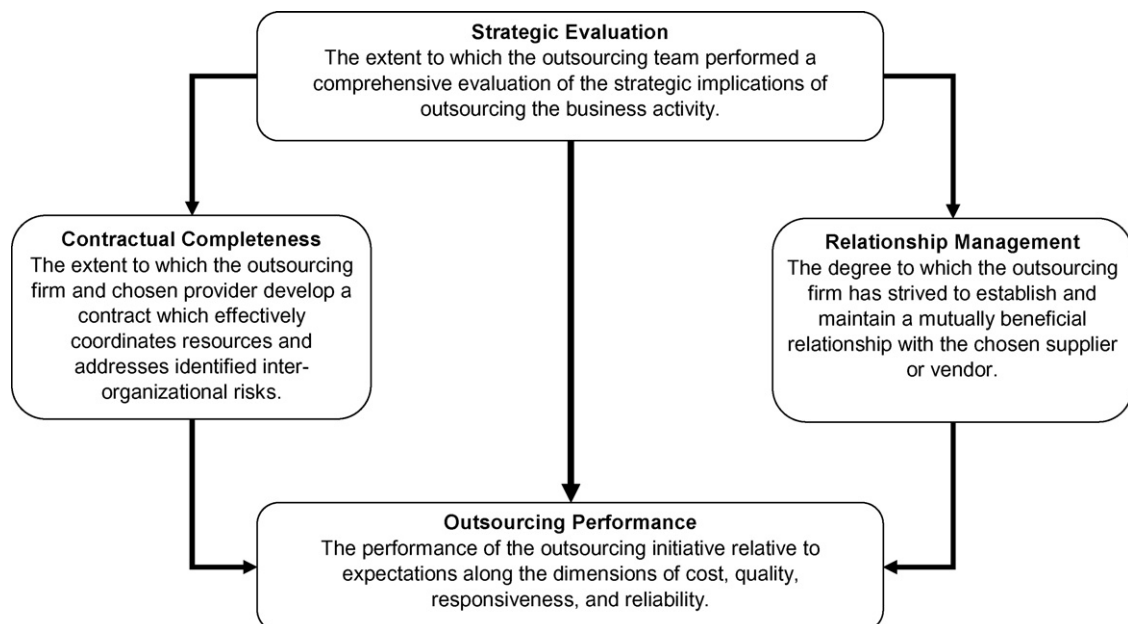 Strategic Evaluation
The extent to which the outsourcing team performed a
comprehensive evaluation of the strategic implications of
outsourcing the business activity.
Contractual Completeness
The extent to which the outsourcing
firm and chosen provider develop a
contract which effectively
coordinates resources and
addresses identified inter-
organizational risks.
Relationship Management
The degree to which the outsourcing
firm has strived to establish and
maintain a mutually beneficial
relationship with the chosen supplier
or vendor.
Outsourcing Performance
The performance of the outsourcing initiative relative to
expectations along the dimensions of cost, quality,
responsiveness, and reliability.